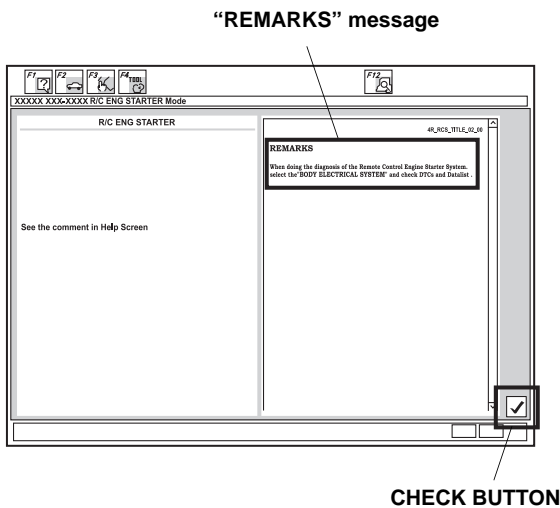 “REMARKS” message
F1
F2
F3
F4
TOOL
F12
XXXXX XXX-XXXX R/C ENG STARTER Mode
R/C ENG STARTER
See the comment in Help Screen
4R_RCS_TITLE_02_00
REMARKS
When doing the diagnosis of the Remote Control Engine Starter System.
select the"BODY ELECTRICAL SYSTEM" and check DTCs and Datalist .
CHECK BUTTON